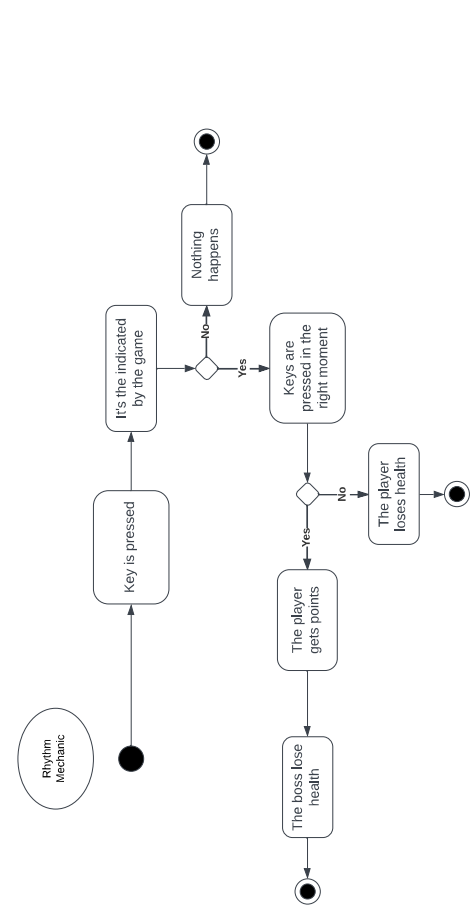 Rhythm
Mechanic
Key is pressed
It's the indicated
by the game
No
Nothing
happens
Yes
Keys are
pressed in the
right moment
No
The player
loses health
Yes
The player
gets points
The boss lose
health